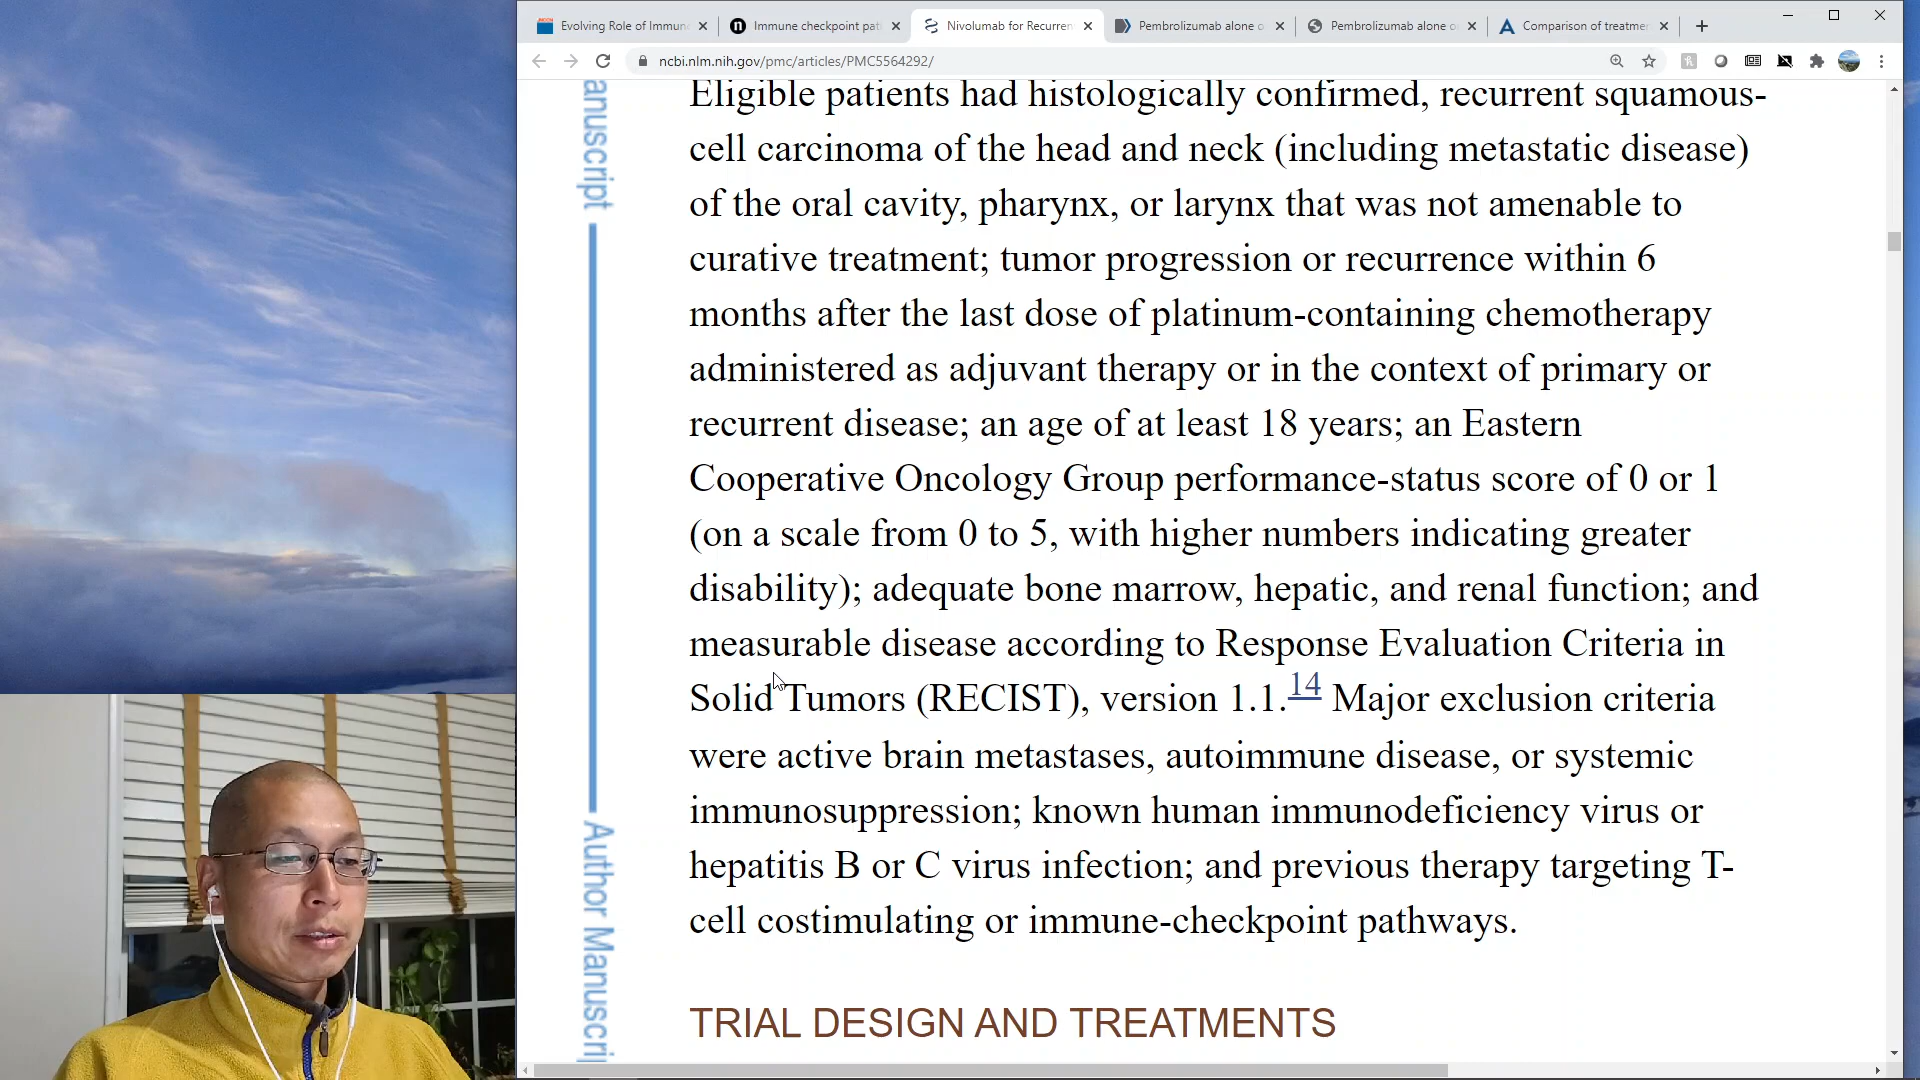 Evolving Role of Immun
Immune checkpoint pat
Nivolumab for Recurren
Pembrolizumab alone o
Pembrolizumab alone o
Comparison of treatme
ncbi.nlm.nih.gov/pmc/articles/PMC5564292/
anuscript
Author Manuscri
Eligible patients had histologically confirmed, recurrent squamous-
cell carcinoma of the head and neck (including metastatic disease)
of the oral cavity, pharynx, or larynx that was not amenable to
curative treatment; tumor progression or recurrence within 6
months after the last dose of platinum-containing chemotherapy
administered as adjuvant therapy or in the context of primary or
recurrent disease; an age of at least 18 years; an Eastern
Cooperative Oncology Group performance-status score of 0 or 1
(on a scale from 0 to 5, with higher numbers indicating greater
disability); adequate bone marrow, hepatic, and renal function; and
measurable disease according to Response Evaluation Criteria in
Solid Tumors (RECIST), version 1.1.14 Major exclusion criteria
were active brain metastases, autoimmune disease, or systemic
immunosuppression; known human immunodeficiency virus or
hepatitis B or C virus infection; and previous therapy targeting T-
cell costimulating or immune-checkpoint pathways.
TRIAL DESIGN AND TREATMENTS